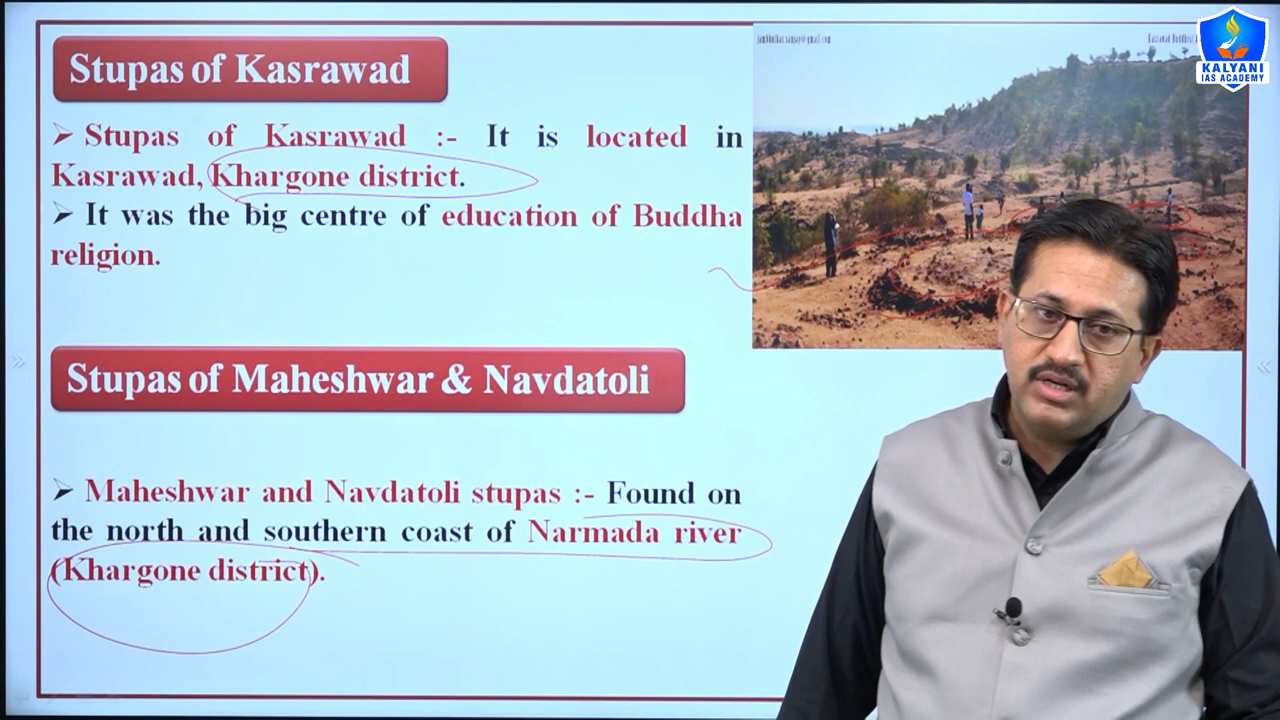 Stupas of Kasrawad
➢ Stupas of Kasrawad :- It is located in
Kasrawad, Khargone district.
➢ It was the big centre of education of Buddha
religion.
Stupas of Maheshwar & Navdatoli
➢ Maheshwar and Navdatoli stupas :- Found on
the north and southern coast of Narmada river
(Khargone district).
KALYANI
IAS ACADEMY